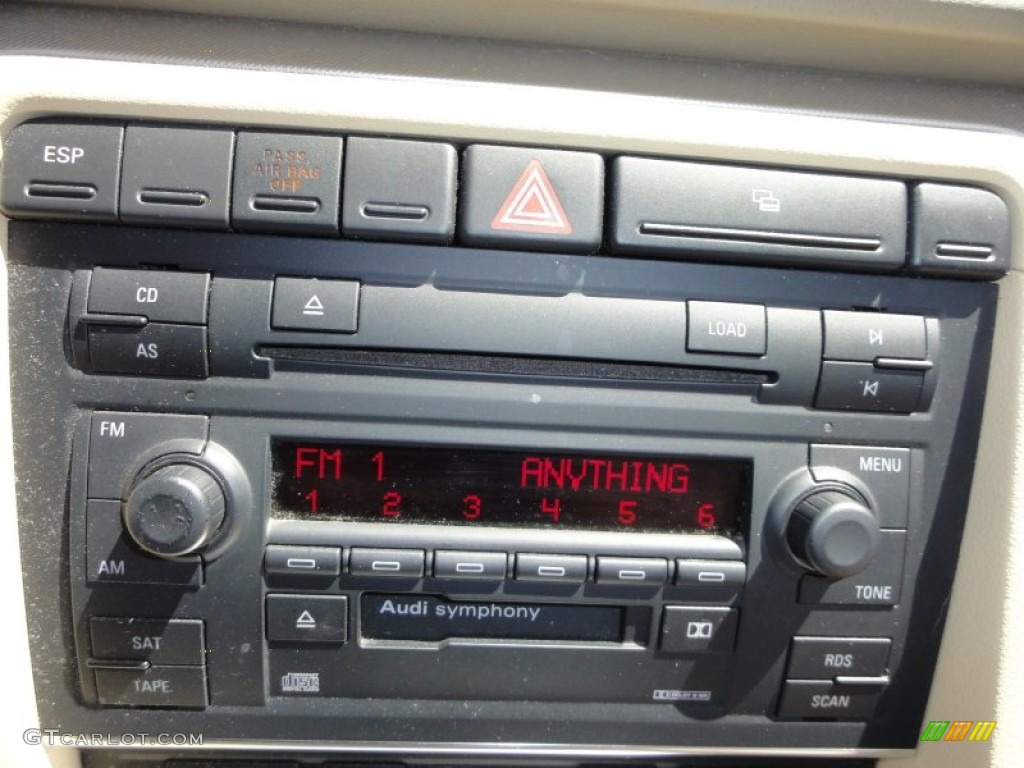 ESP
PASS.
AIR BAG
OFF
CD
AS
LOAD
FM
AM
FM 1 ANYTHING
1 2 3 4 5 6
MENU
TONE
Audi symphony
SAT
TAPE
RDS
SCAN
GTCARLOT.COM